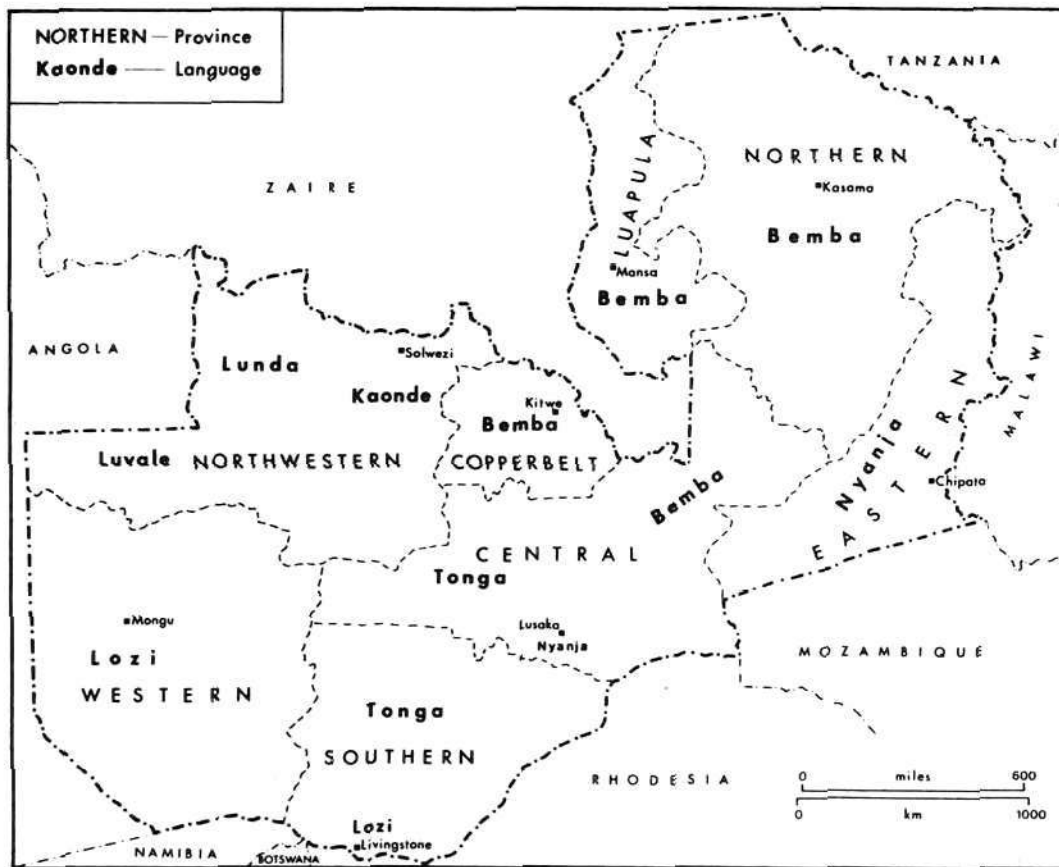 NORTHERN — Province
Kaonde — Language
TANZANIA
ZAIRE
LUAPULA
NORTHERN
Kasama
Bemba
Mansa
Bemba
ANGOLA
Lunda
Solwezi
Kaonde
Kitwe
Bemba
Luvale NORTHWESTERN
COPPERBELT
MALAWI
Nyanja
EASTERN
Chipata
Bemba
CENTRAL
Tonga
Mongu
Lusaka
Nyanja
MOZAMBIQUE
Lozi
WESTERN
Tonga
SOUTHERN
RHODESIA
0 miles 600
0 km 1000
Lozi
Livingstone
NAMIBIA
BOTSWANA